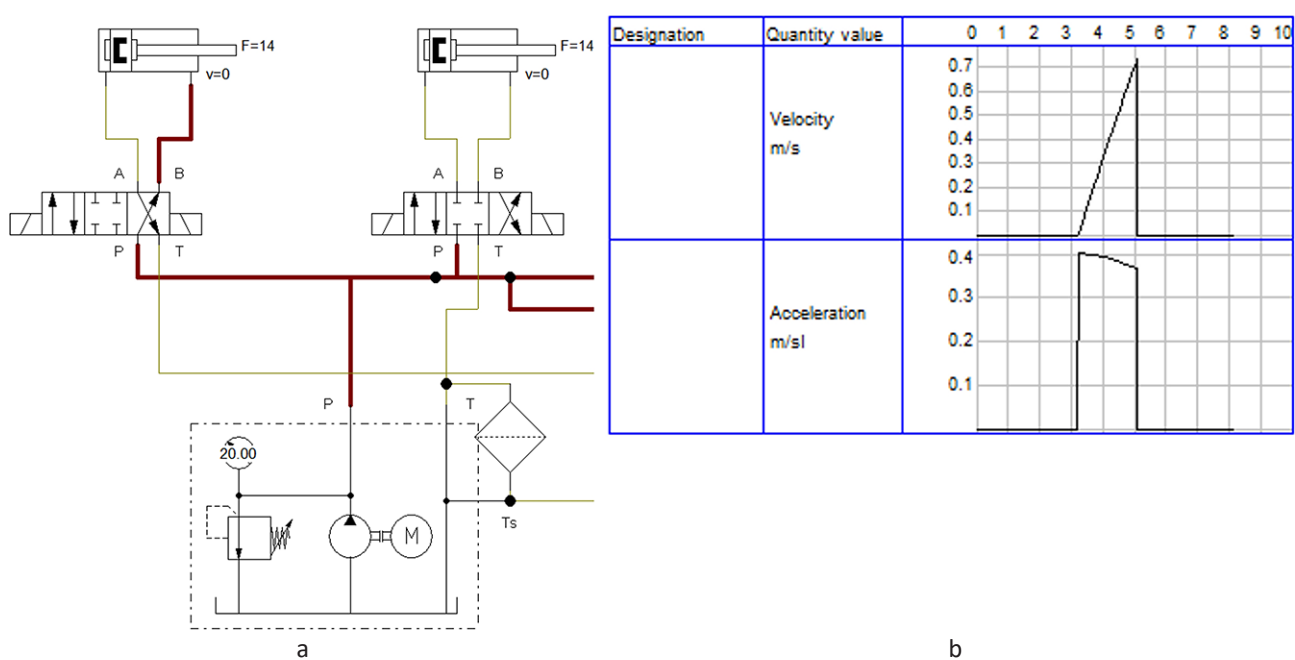 F=14
v=0
F=14
v=0
A
B
A
B
P
T
P
T
P
T
20.00
M
Ts
a
Designation
Quantity value
0 1 2 3 4 5 6 7 8 9 10
Velocity
m/s
0.7
0.6
0.5
0.4
0.3
0.2
0.1
Acceleration
m/sI
0.4
0.3
0.2
0.1
b